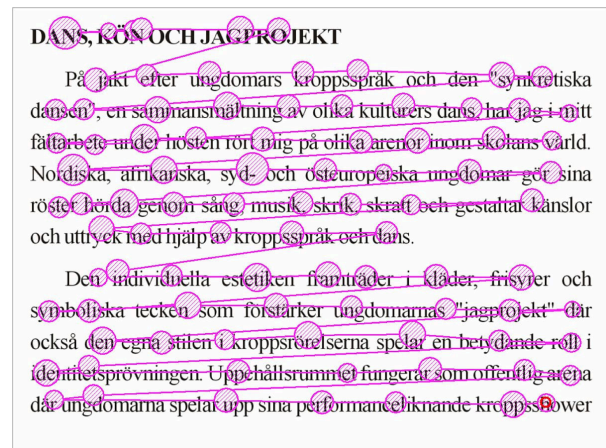 DANS, KÖN OCH JAGPROJEKT
På jakt efter ungdomars kroppsspråk och den "synkretiska
dansen", en sammansmältning av olika kulturers dans, har jag i mitt
fältarbete under hösten rört mig på olika arenor inom skolans värld.
Nordiska, afrikanska, syd- och östeuropeiska ungdomar gör sina
röster hörda genom sång, musik, skrik, skratt och gestaltar känslor
och uttryck med hjälp av kroppsspråk och dans.
Den individuella estetiken framträder i kläder, frisyrer och
symboliska tecken som förstärker ungdomarnas "jagprojekt" där
också den egna stilen i kroppsrörelserna spelar en betydande roll i
identitetsprövningen. Uppehållsrummet fungerar som offentlig arena
där ungdomarna spelar upp sina performanceliknande kroppsshower